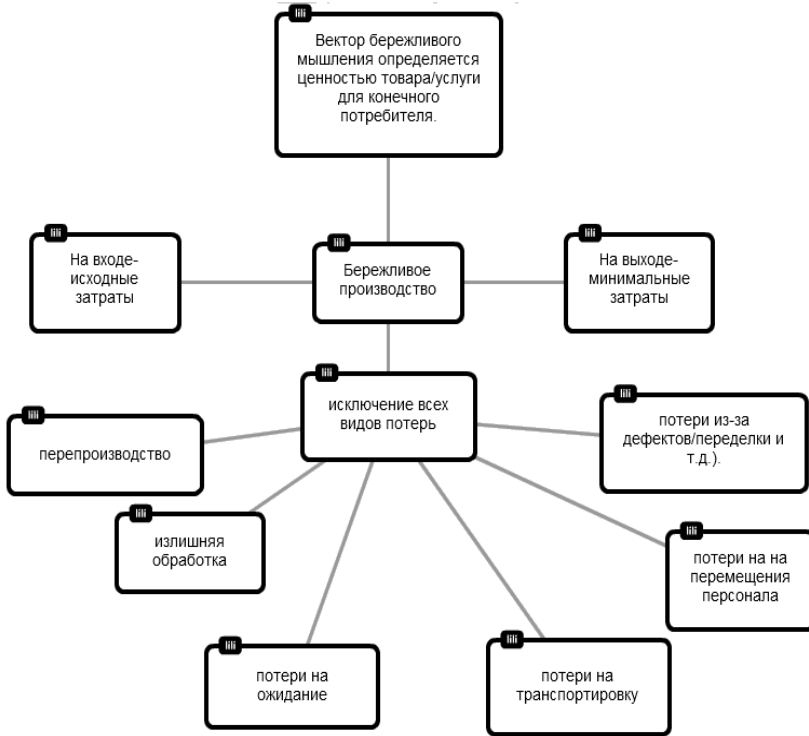 Вектор бережливого
мышления определяется
ценностью товара/услуги
для конечного
потребителя.
На входе-
исходные
затраты
Бережливое
производство
На выходе-
минимальные
затраты
исключение всех
видов потерь
перепроизводство
потери из-за
дефектов/переделки и
т.д.).
излишняя
обработка
потери на на
перемещения
персонала
потери на
ожидание
потери на
транспортировку